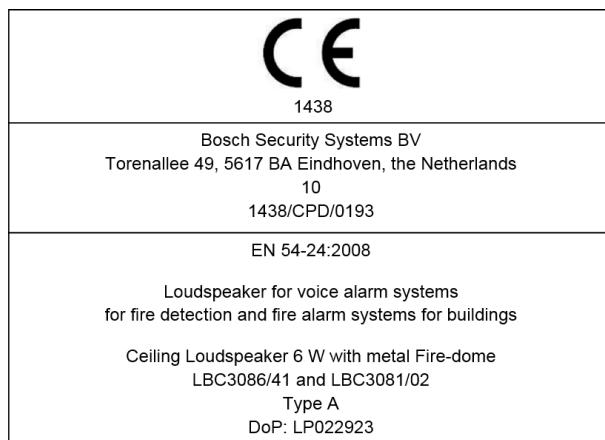 CE
1438
Bosch Security Systems BV
Torenallee 49, 5617 BA Eindhoven, the Netherlands
10
1438/CPD/0193
EN 54-24:2008
Loudspeaker for voice alarm systems
for fire detection and fire alarm systems for buildings
Ceiling Loudspeaker 6 W with metal Fire-dome
LBC3086/41 and LBC3081/02
Type A
DoP: LP022923